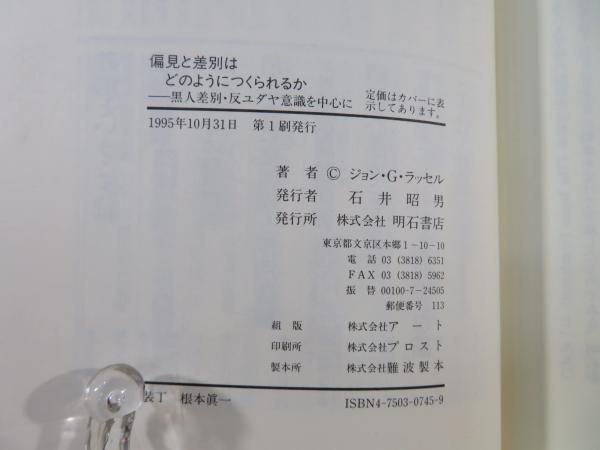 偏見と差別は
どのようにつくられるか
──黒人差別・反ユダヤ意識を中心に
定価はカバーに表
示してあります。
1995年10月31日 第1刷発行
著者 © ジョン・G・ラッセル
発行者 石井昭男
発行所 株式会社 明石書店
東京都文京区本郷1-10-10
電話 03 (3818) 6351
FAX 03 (3818) 5962
振替 00100-7-24505
郵便番号 113
組版 株式会社アート
印刷所 株式会社プロスト
製本所 株式会社難波製本
装丁 根本眞一
ISBN4-7503-0745-9